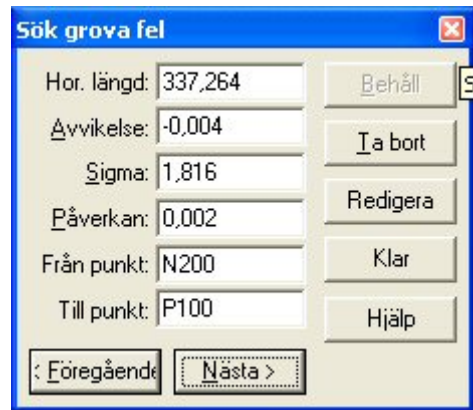 Sök grova fel
Hor. längd: 337,264
Behåll
Avvikelse: -0,004
Ta bort
Sigma: 1,816
Redigera
Påverkan: 0,002
Från punkt: N200
Klar
Till punkt: P100
Hjälp
< Föregående
Nästa >